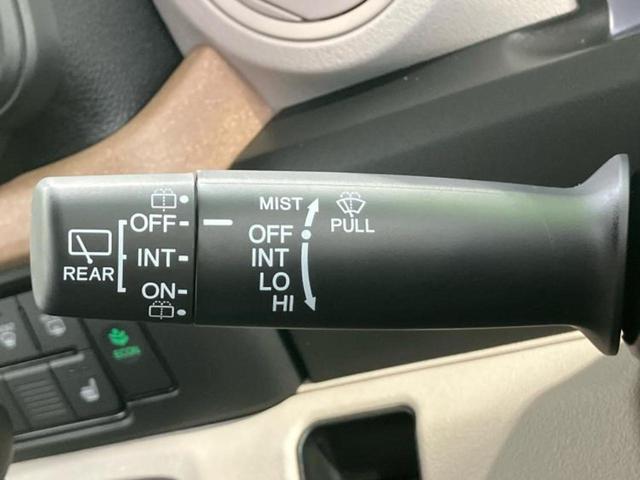 REAR
OFF
INT
ON
MIST
OFF
INT
LO
HI
PULL
ECON